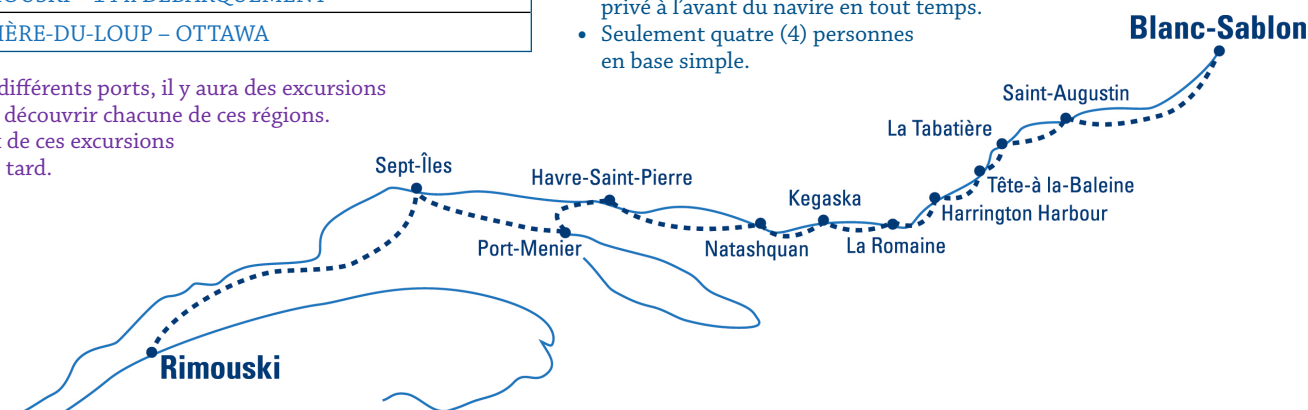 IÈRE-DU-LOUP – OTTAWA
différents ports, il y aura des excursions
découvrir chacune de ces régions.
de ces excursions
tard.
privé à l'avant du navire en tout temps.
• Seulement quatre (4) personnes
en base simple.
Blanc-Sablon
Saint-Augustin
La Tabatière
Tête-à la-Baleine
Harrington Harbour
Kegaska
La Romaine
Natashquan
Havre-Saint-Pierre
Port-Menier
Sept-Îles
Rimouski